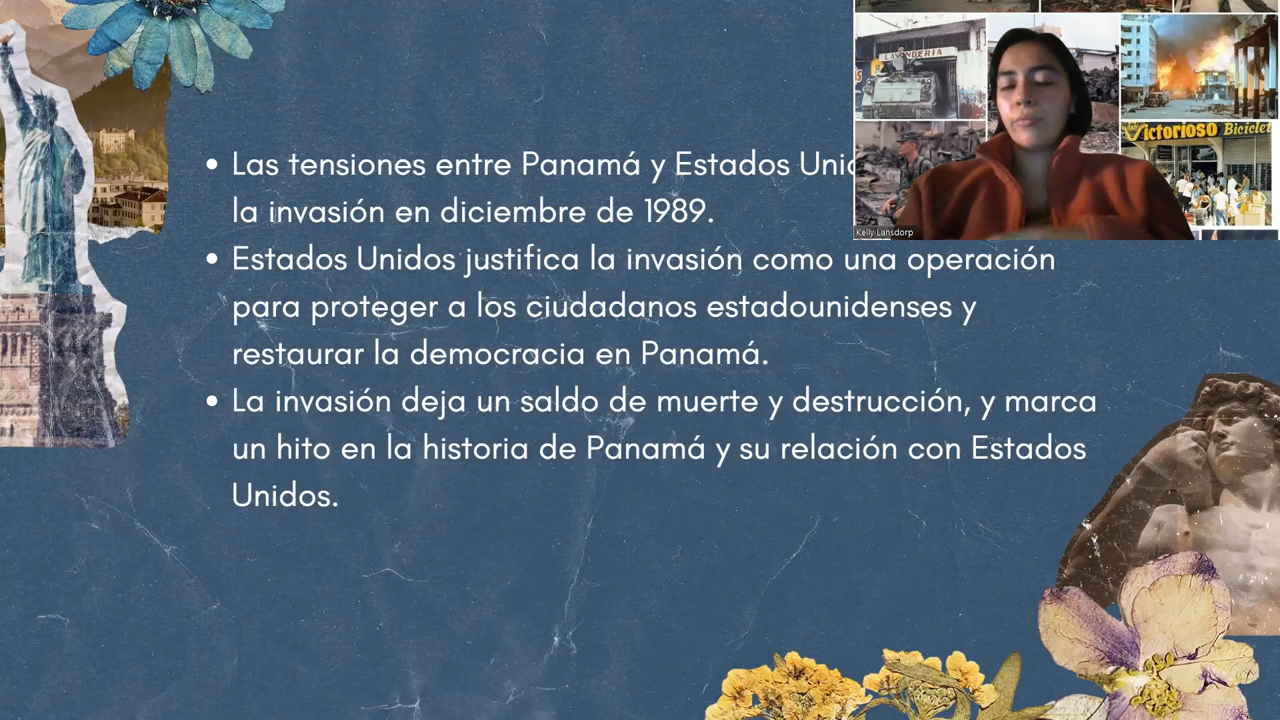 Las tensiones entre Panamá y Estados
la invasión en diciembre de 1989.
Estados Unidos justifica la invasión como una operación
para proteger a los ciudadanos estadounidenses y
restaurar la democracia en Panamá.
La invasión deja un saldo de muerte y destrucción, y marca
un hito en la historia de Panamá y su relación con Estados
Unidos.
Victorioso Biciclet
Kelly Lansdorp